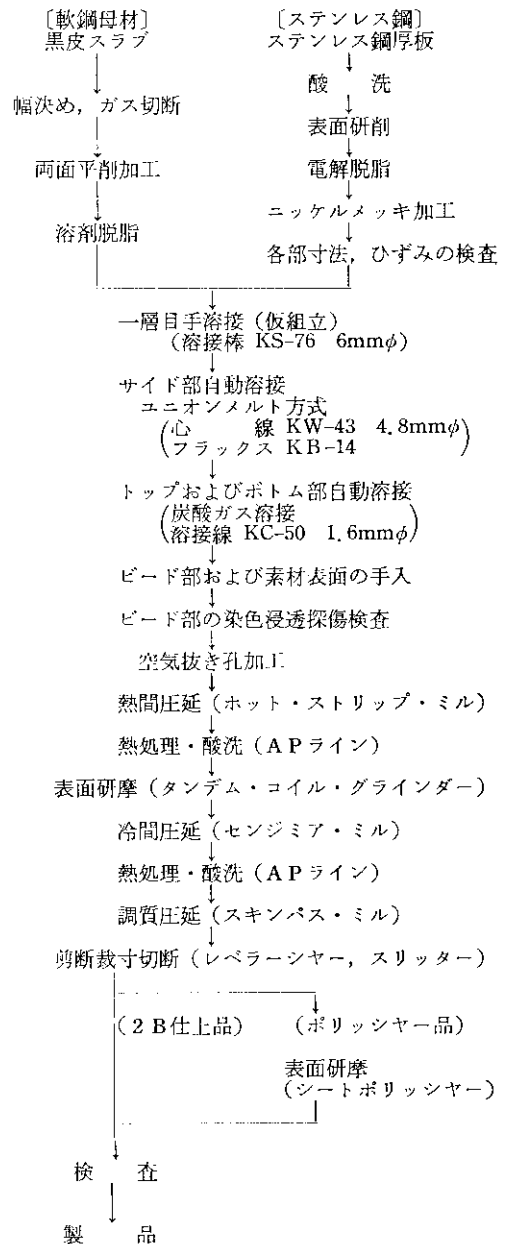 〔軟鋼母材〕
黒皮スラブ
幅決め，ガス切断
両面平削加工
溶剤脱脂
〔ステンレス鋼〕
ステンレス鋼厚板
酸　洗
表面研削
電解脱脂
ニッケルメッキ加工
各部寸法，ひずみの検査
一層目手溶接（仮組立）
（溶接棒 KS-76　6mmφ）
サイド部自動溶接
ユニオンメルト方式
（心　　線 KW-43　4.8mmφ
フラックス KB-14）
トップおよびボトム部自動溶接
（炭酸ガス溶接
溶接線 KC-50　1.6mmφ）
ビード部および素材表面の手入
ビード部の染色浸透探傷検査
空気抜き孔加工
熱間圧延（ホット・ストリップ・ミル）
熱処理・酸洗（APライン）
表面研摩（タンデム・コイル・グラインダー）
冷間圧延（センジミア・ミル）
熱処理・酸洗（APライン）
調質圧延（スキンパス・ミル）
剪断裁寸切断（レベラーシヤー，スリッター）
（2B仕上品）　（ポリッシヤー品）
表面研摩
（シートポリッシヤー）
検　査
製　品